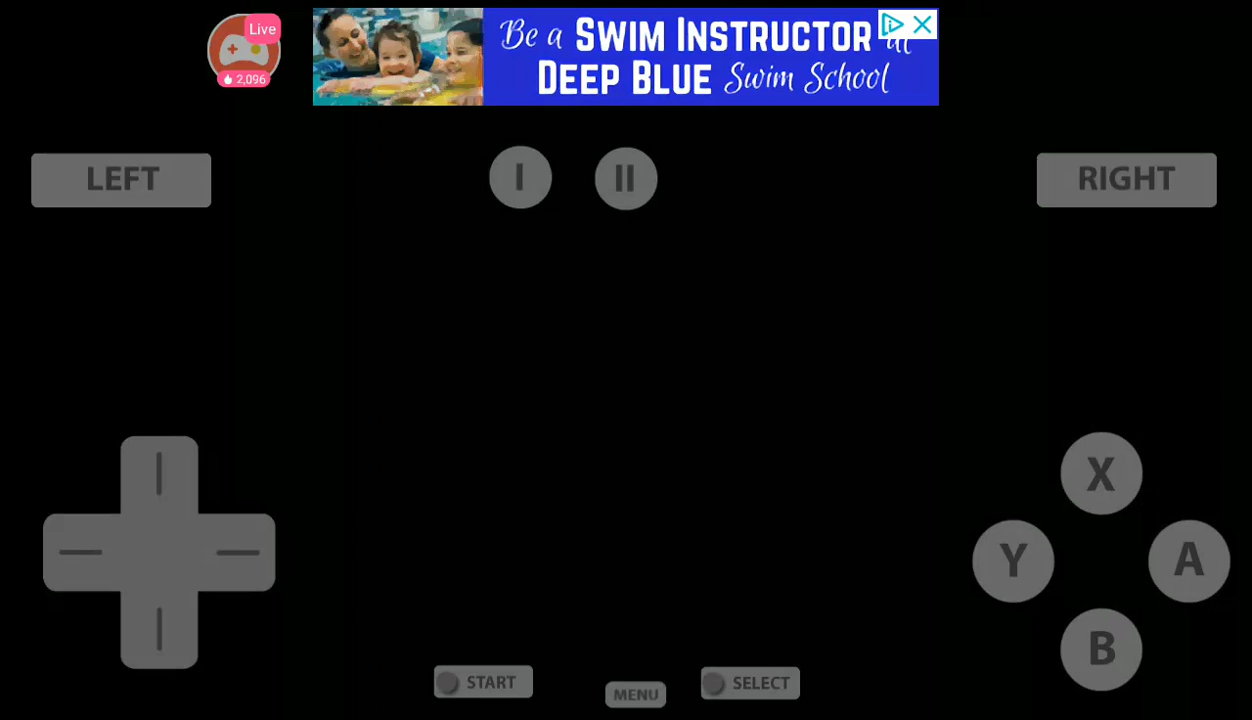 Live
2,096
Be a SWIM INSTRUCTOR at
DEEP BLUE Swim School
LEFT
I
II
RIGHT
X
Y
A
B
START
MENU
SELECT